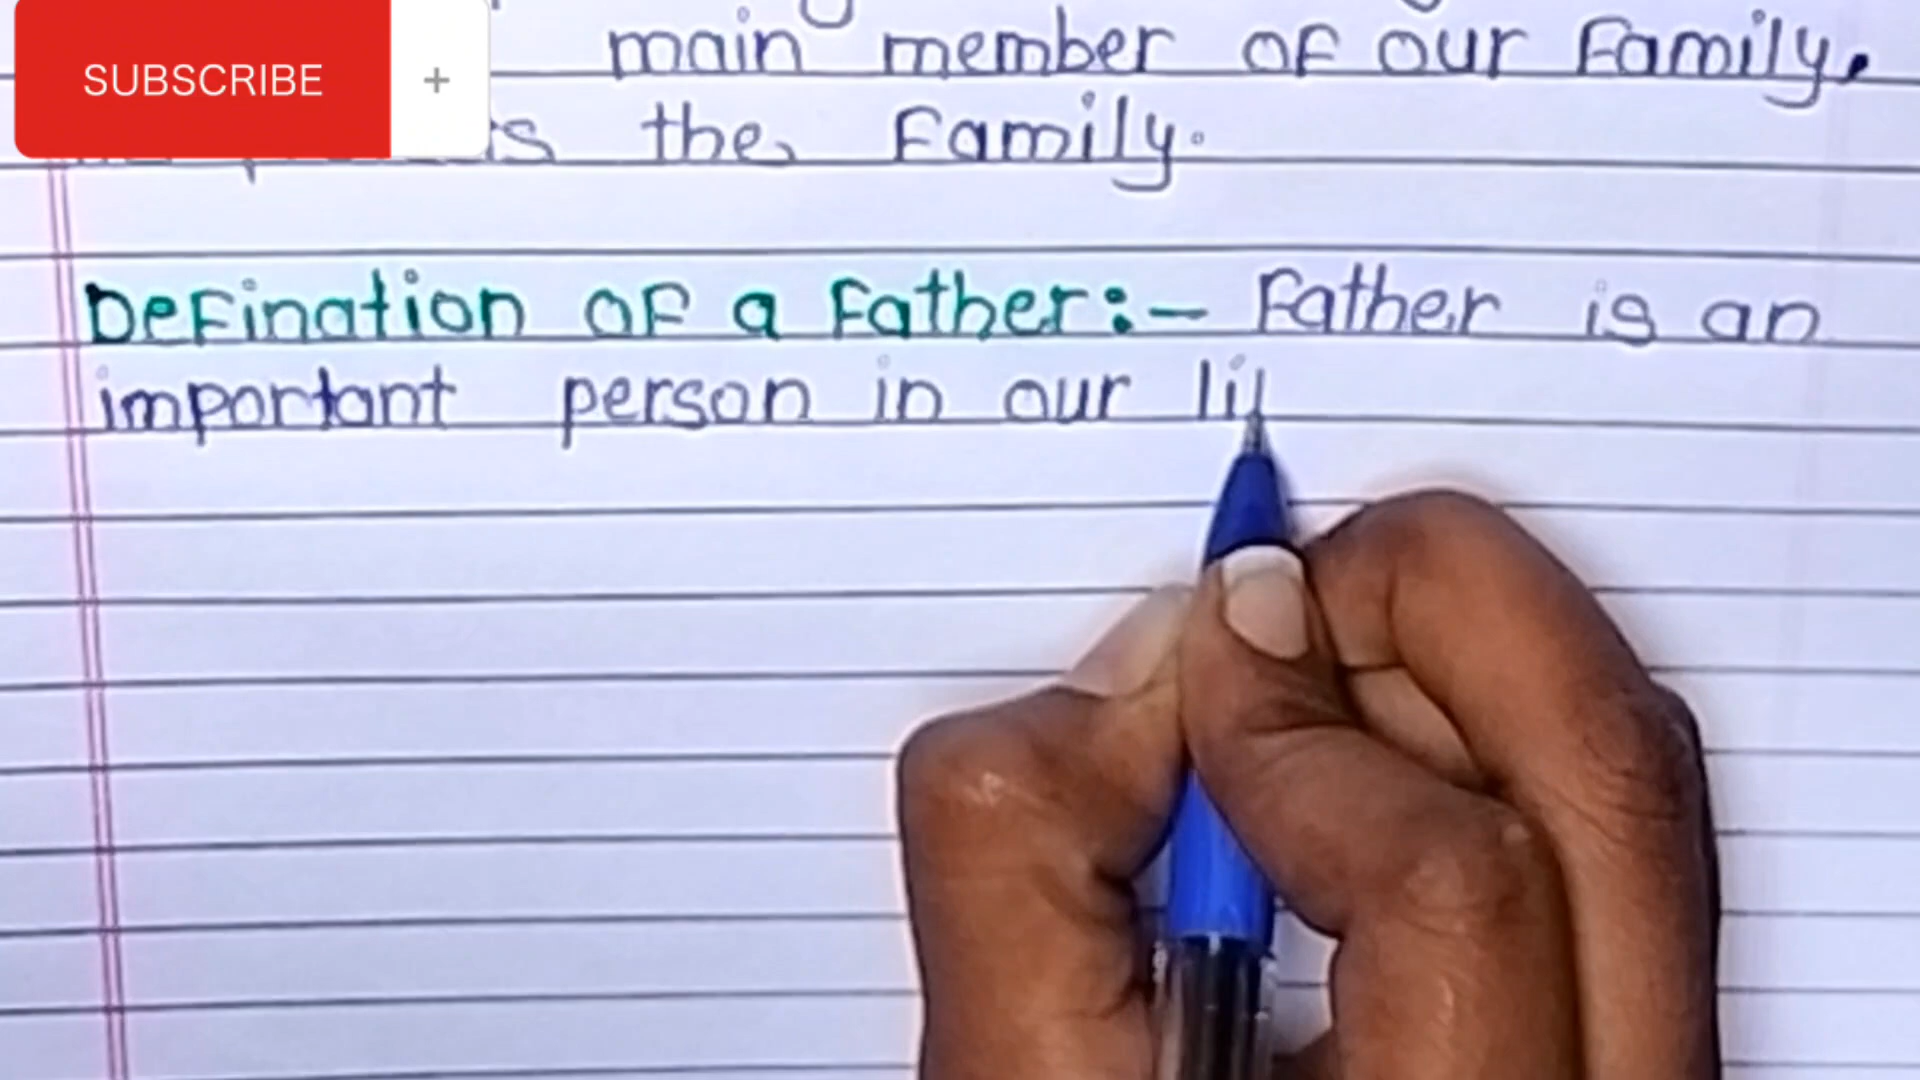 SUBSCRIBE +
main member of our Family.
the Family.
Defination of a Father:- Father is an
important person in our li